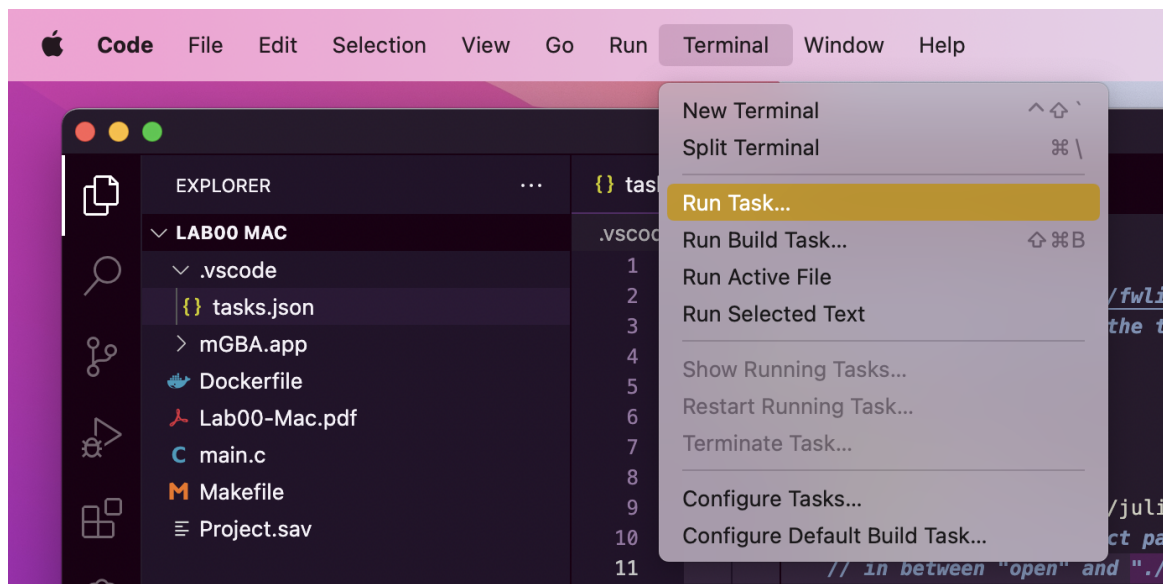 Code File Edit Selection View Go Run Terminal Window Help
New Terminal ^⇧`
Split Terminal ⌘\
Run Task...
Run Build Task... ⇧⌘B
Run Active File
Run Selected Text
Show Running Tasks...
Restart Running Task...
Terminate Task...
Configure Tasks...
Configure Default Build Task...
EXPLORER ...
LAB00 MAC
.vscode
{} tasks.json
mGBA.app
Dockerfile
Lab00-Mac.pdf
C main.c
M Makefile
Project.sav
{}
1
2
3 the
4
5
6
7
8
9
10
11 // in between "open" and "./